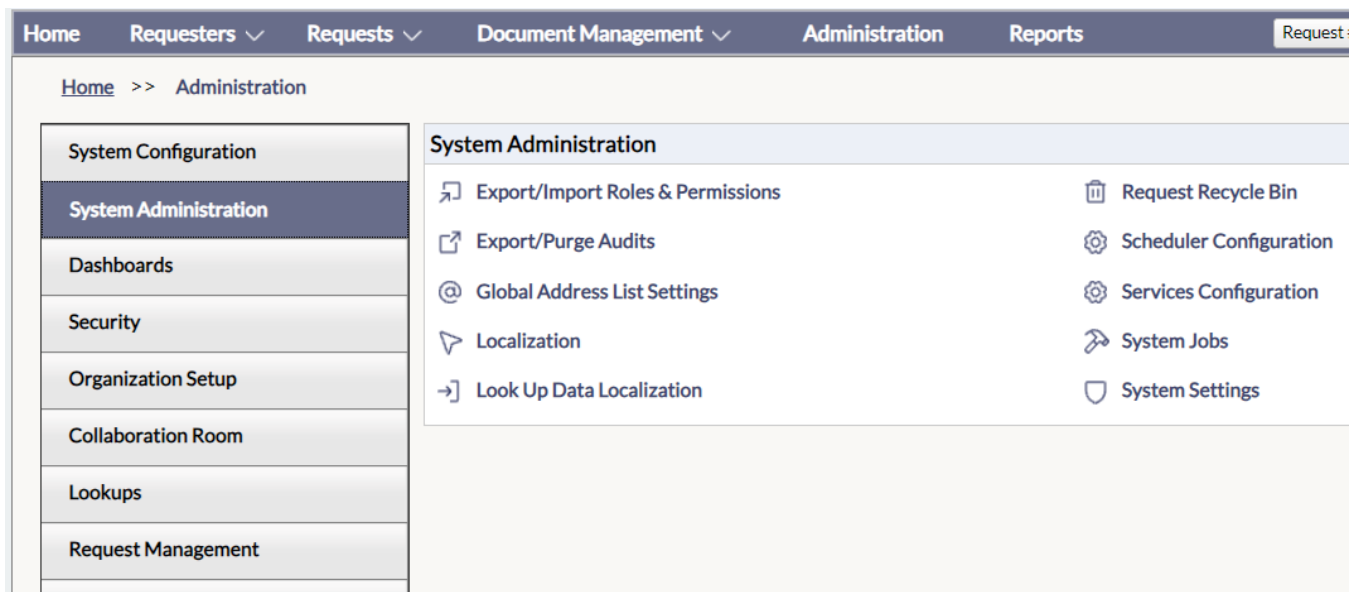 Home Requesters Requests Document Management Administration Reports Request
Home >> Administration
System Configuration
System Administration
Dashboards
Security
Organization Setup
Collaboration Room
Lookups
Request Management
System Administration
Export/Import Roles & Permissions
Export/Purge Audits
Global Address List Settings
Localization
Look Up Data Localization
Request Recycle Bin
Scheduler Configuration
Services Configuration
System Jobs
System Settings